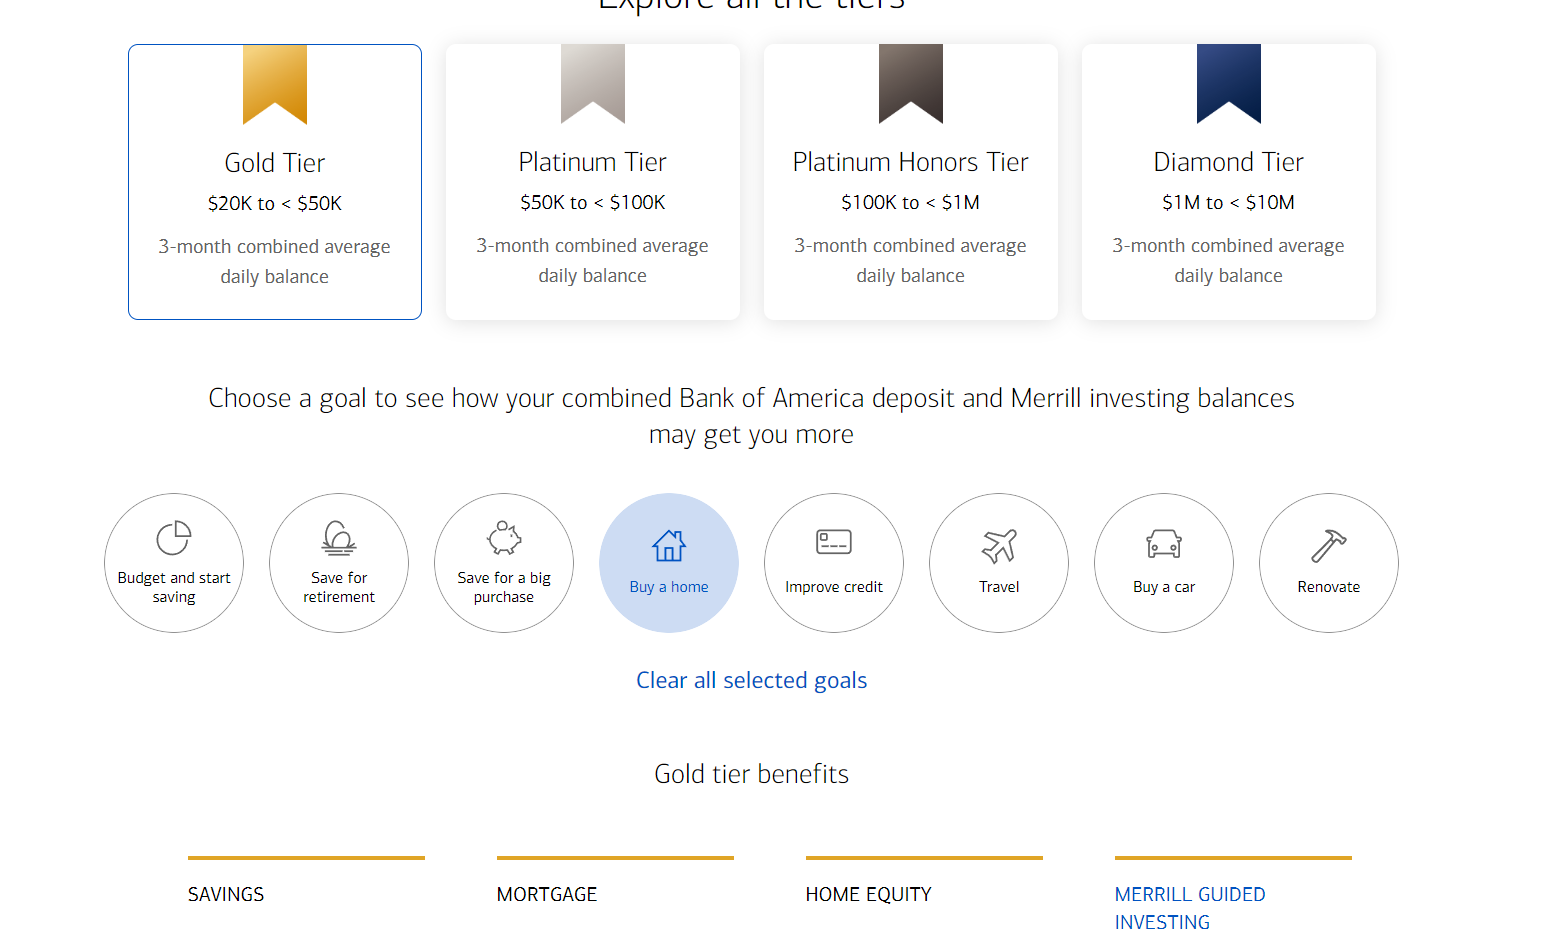 Explore all the tiers
Gold Tier
$20K to < $50K
3-month combined average
daily balance
Platinum Tier
$50K to < $100K
3-month combined average
daily balance
Platinum Honors Tier
$100K to < $1M
3-month combined average
daily balance
Diamond Tier
$1M to < $10M
3-month combined average
daily balance
Choose a goal to see how your combined Bank of America deposit and Merrill investing balances
may get you more
Budget and start
saving
Save for
retirement
Save for a big
purchase
Buy a home
Improve credit
Travel
Buy a car
Renovate
Clear all selected goals
Gold tier benefits
SAVINGS
MORTGAGE
HOME EQUITY
MERRILL GUIDED
INVESTING